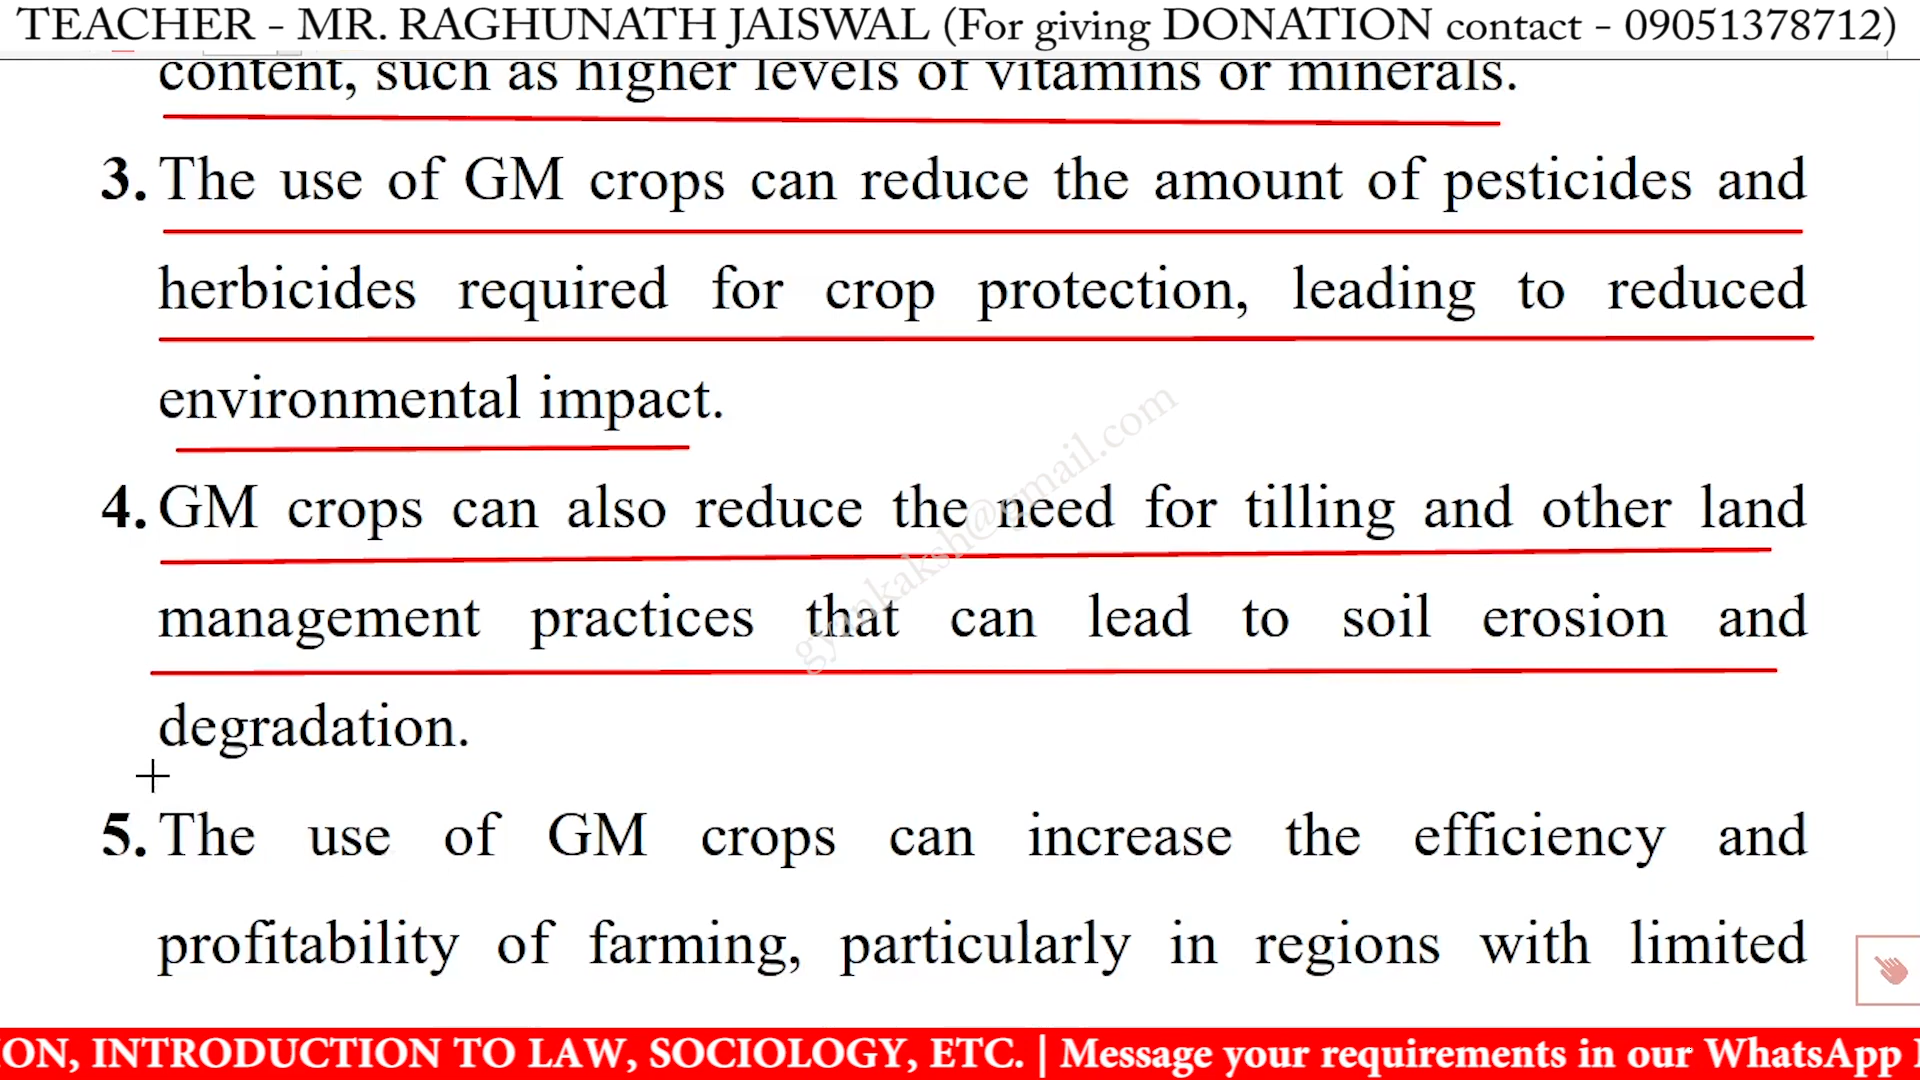 TEACHER - MR. RAGHUNATH JAISWAL (For giving DONATION contact - 09051378712)
content, such as higher levels of vitamins or minerals.
3. The use of GM crops can reduce the amount of pesticides and
herbicides required for crop protection, leading to reduced
environmental impact.
4. GM crops can also reduce the need for tilling and other land
management practices that can lead to soil erosion and
degradation.
5. The use of GM crops can increase the efficiency and
profitability of farming, particularly in regions with limited
gyankaksh@gmail.com
ON, INTRODUCTION TO LAW, SOCIOLOGY, ETC. | Message your requirements in our WhatsApp